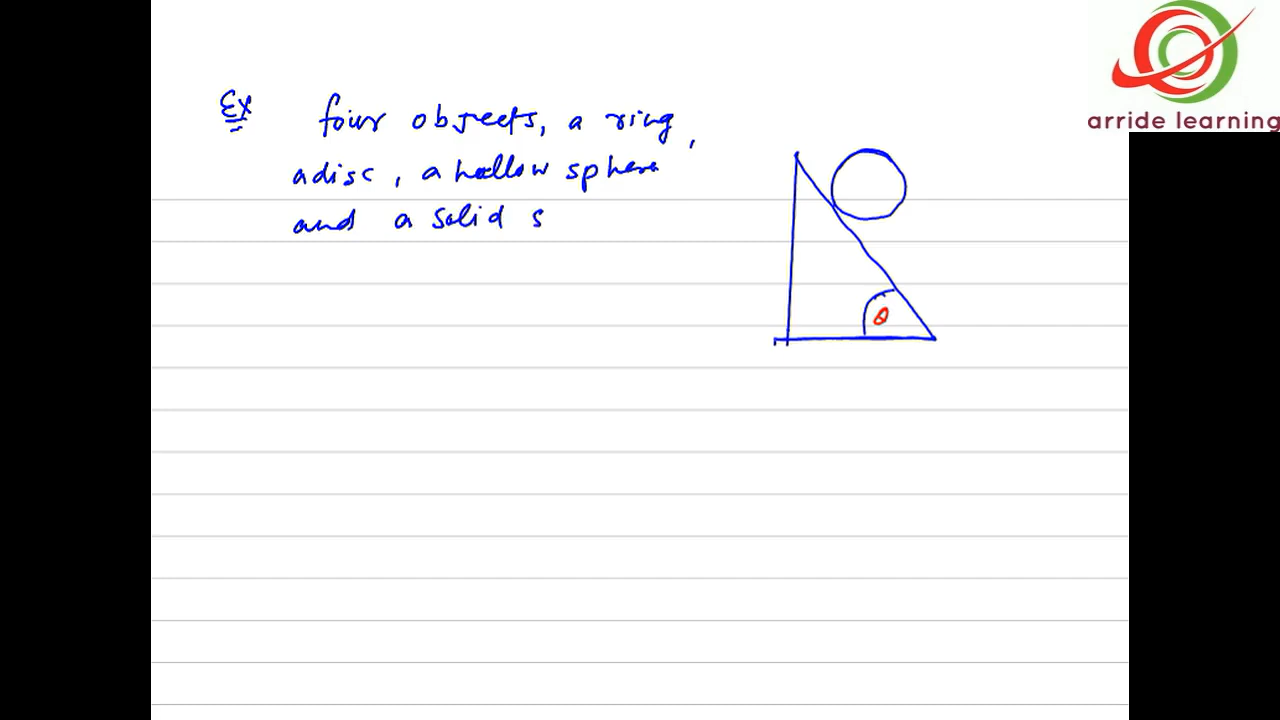 Ex four objects, a ring,
a disc, a hollow sphere
and a solid s
θ
arride learning